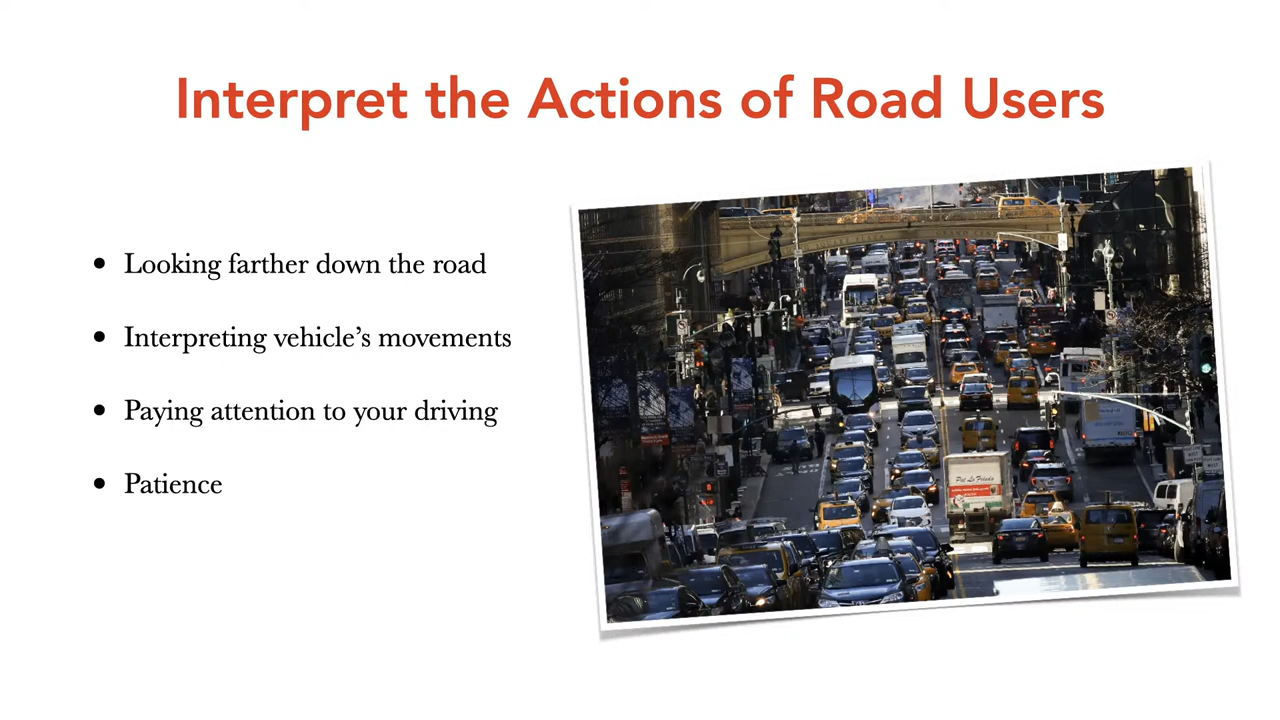 Interpret the Actions of Road Users
• Looking farther down the road
• Interpreting vehicle’s movements
• Paying attention to your driving
• Patience